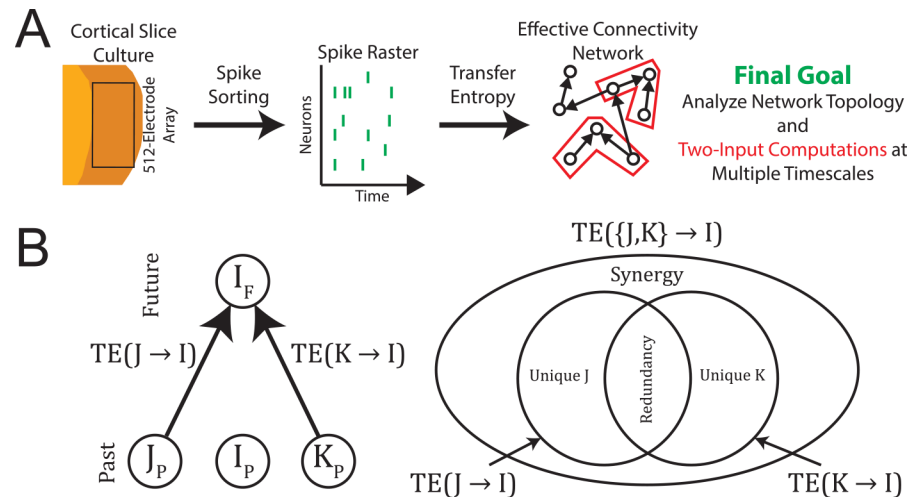 A
Cortical Slice
Culture
512-Electrode
Array
Spike
Sorting
Spike Raster
Neurons
Time
Transfer
Entropy
Effective Connectivity
Network
Final Goal
Analyze Network Topology
and
Two-Input Computations at
Multiple Timescales
B
Future
Past
I_F
TE(J → I)
TE(K → I)
J_P
I_P
K_P
TE({J,K} → I)
Synergy
Unique J
Redundancy
Unique K
TE(J → I)
TE(K → I)